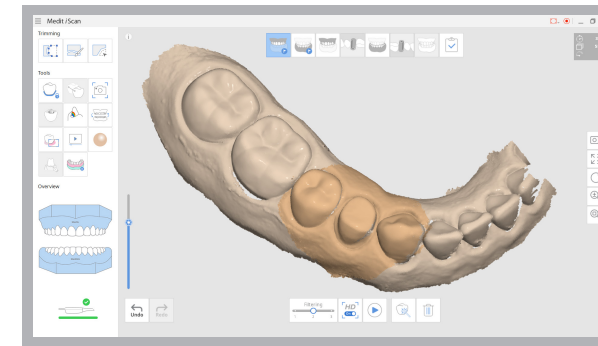 Medit iScan
Trimming
Tools
Overview
Undo
Redo
Filtering
HD